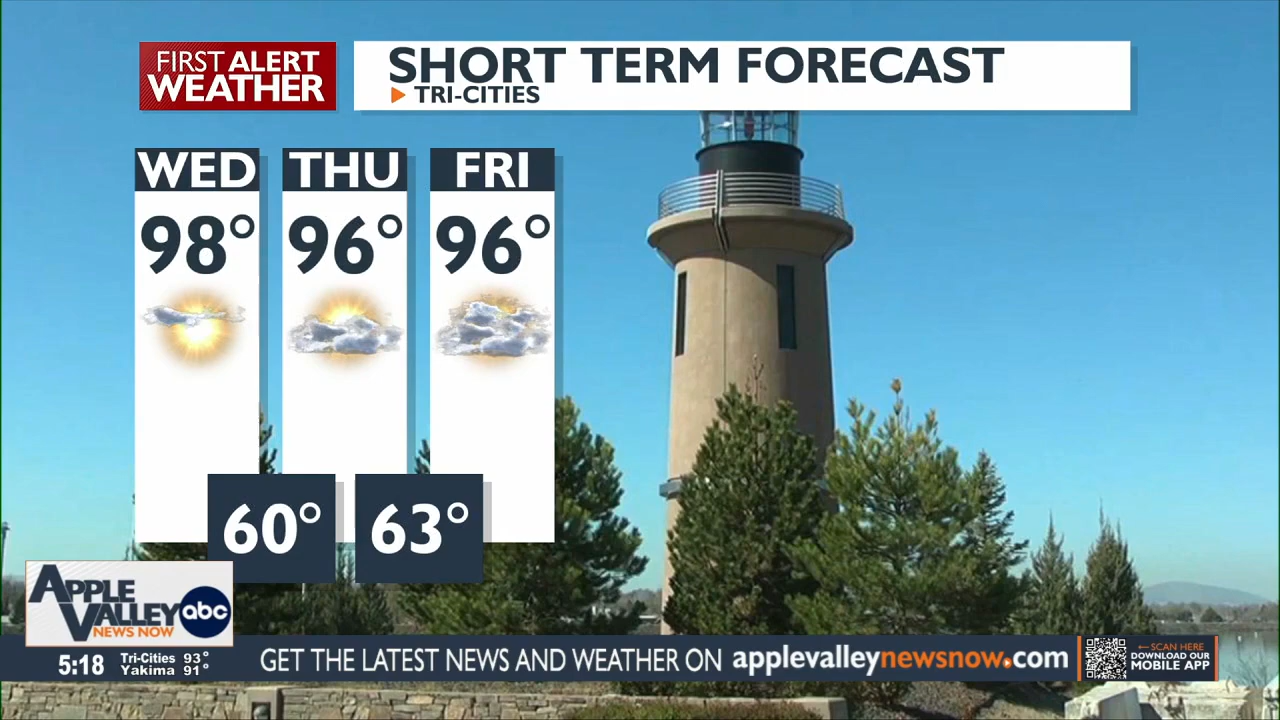 FIRST ALERT
WEATHER
SHORT TERM FORECAST
TRI-CITIES
WED
THU
FRI
98°
96°
96°
60°
63°
APPLE
VALLEY
NEWS NOW
abc
5:18
Tri-Cities 93°
Yakima 91°
GET THE LATEST NEWS AND WEATHER ON applevalleynewsnow.com
SCAN HERE
DOWNLOAD OUR
MOBILE APP